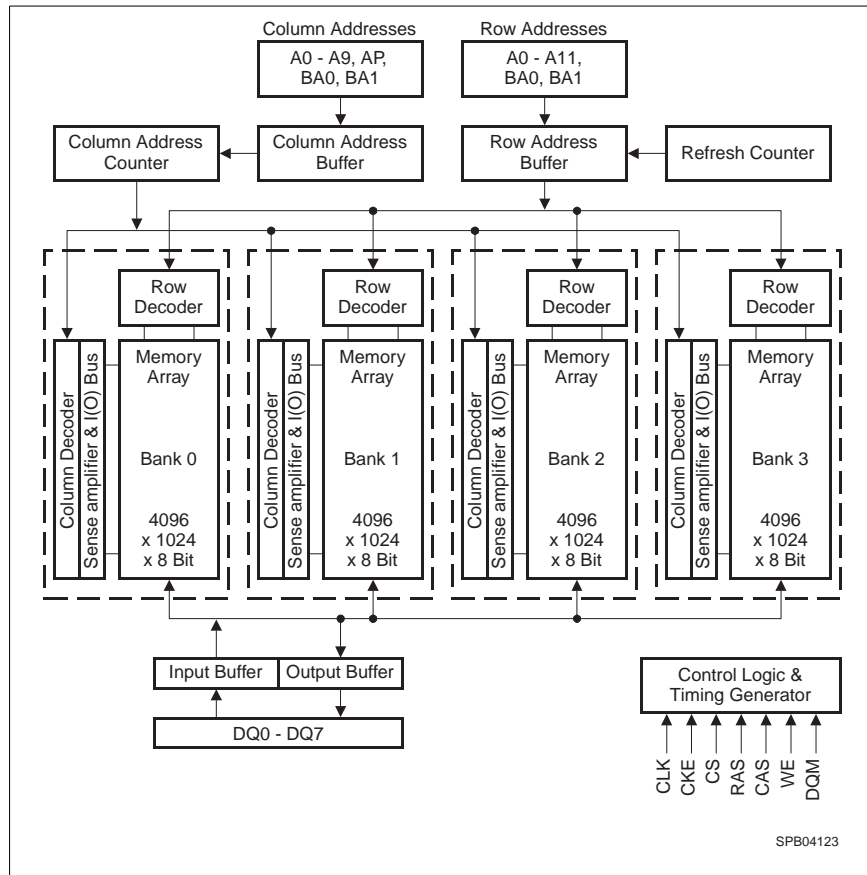 Column Addresses
A0 - A9, AP,
BA0, BA1
Row Addresses
A0 - A11,
BA0, BA1
Column Address
Counter
Column Address
Buffer
Row Address
Buffer
Refresh Counter
Row
Decoder
Column Decoder
Sense amplifier & I(O) Bus
Memory
Array
Bank 0
4096
x 1024
x 8 Bit
Row
Decoder
Column Decoder
Sense amplifier & I(O) Bus
Memory
Array
Bank 1
4096
x 1024
x 8 Bit
Row
Decoder
Column Decoder
Sense amplifier & I(O) Bus
Memory
Array
Bank 2
4096
x 1024
x 8 Bit
Row
Decoder
Column Decoder
Sense amplifier & I(O) Bus
Memory
Array
Bank 3
4096
x 1024
x 8 Bit
Input Buffer
Output Buffer
DQ0 - DQ7
Control Logic &
Timing Generator
CLK
CKE
CS
RAS
CAS
WE
DQM
SPB04123